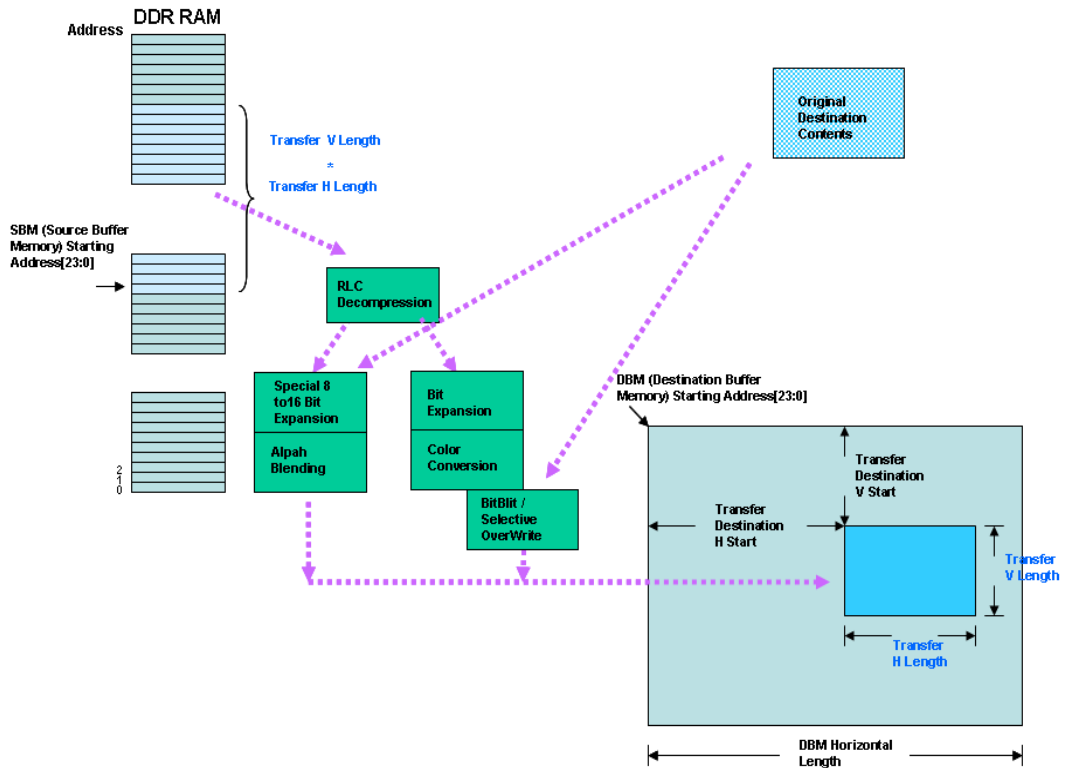 DDR RAM
Address
Transfer V Length
*
Transfer H Length
Original
Destination
Contents
SBM (Source Buffer
Memory) Starting
Address[23:0]
RLC
Decompression
Special 8
to16 Bit
Expansion
Alpah
Blending
Bit
Expansion
Color
Conversion
BitBlit /
Selective
OverWrite
2
1
0
DBM (Destination Buffer
Memory) Starting Address[23:0]
Transfer
Destination
V Start
Transfer
Destination
H Start
Transfer
V Length
Transfer
H Length
DBM Horizontal
Length